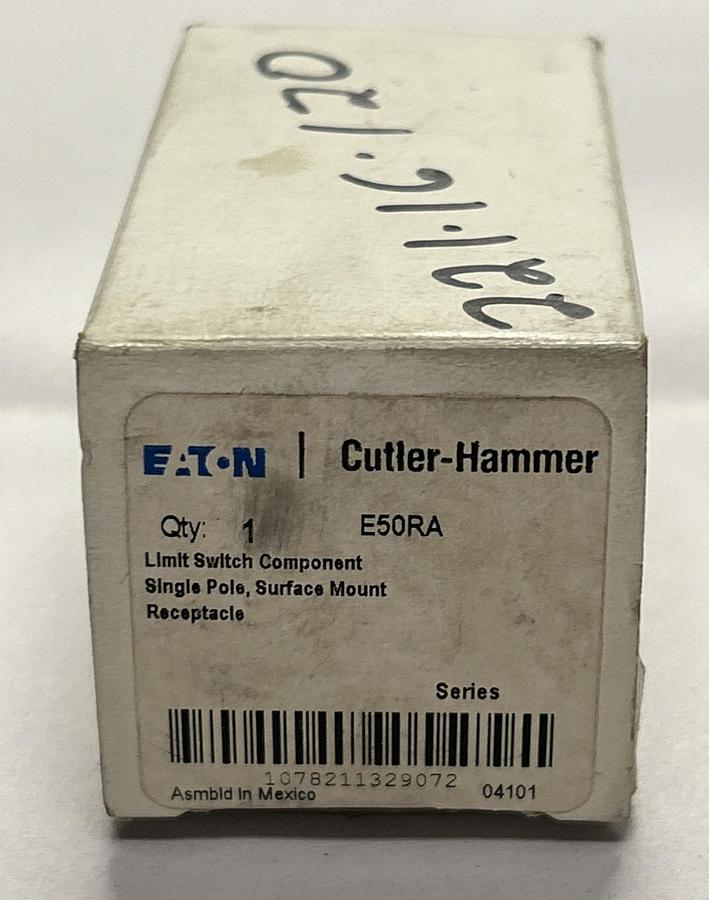 221.16.120
EATON | Cutler-Hammer
Qty: 1 E50RA
Limit Switch Component
Single Pole, Surface Mount
Receptacle
Series
1078211329072
Asmbld In Mexico 04101